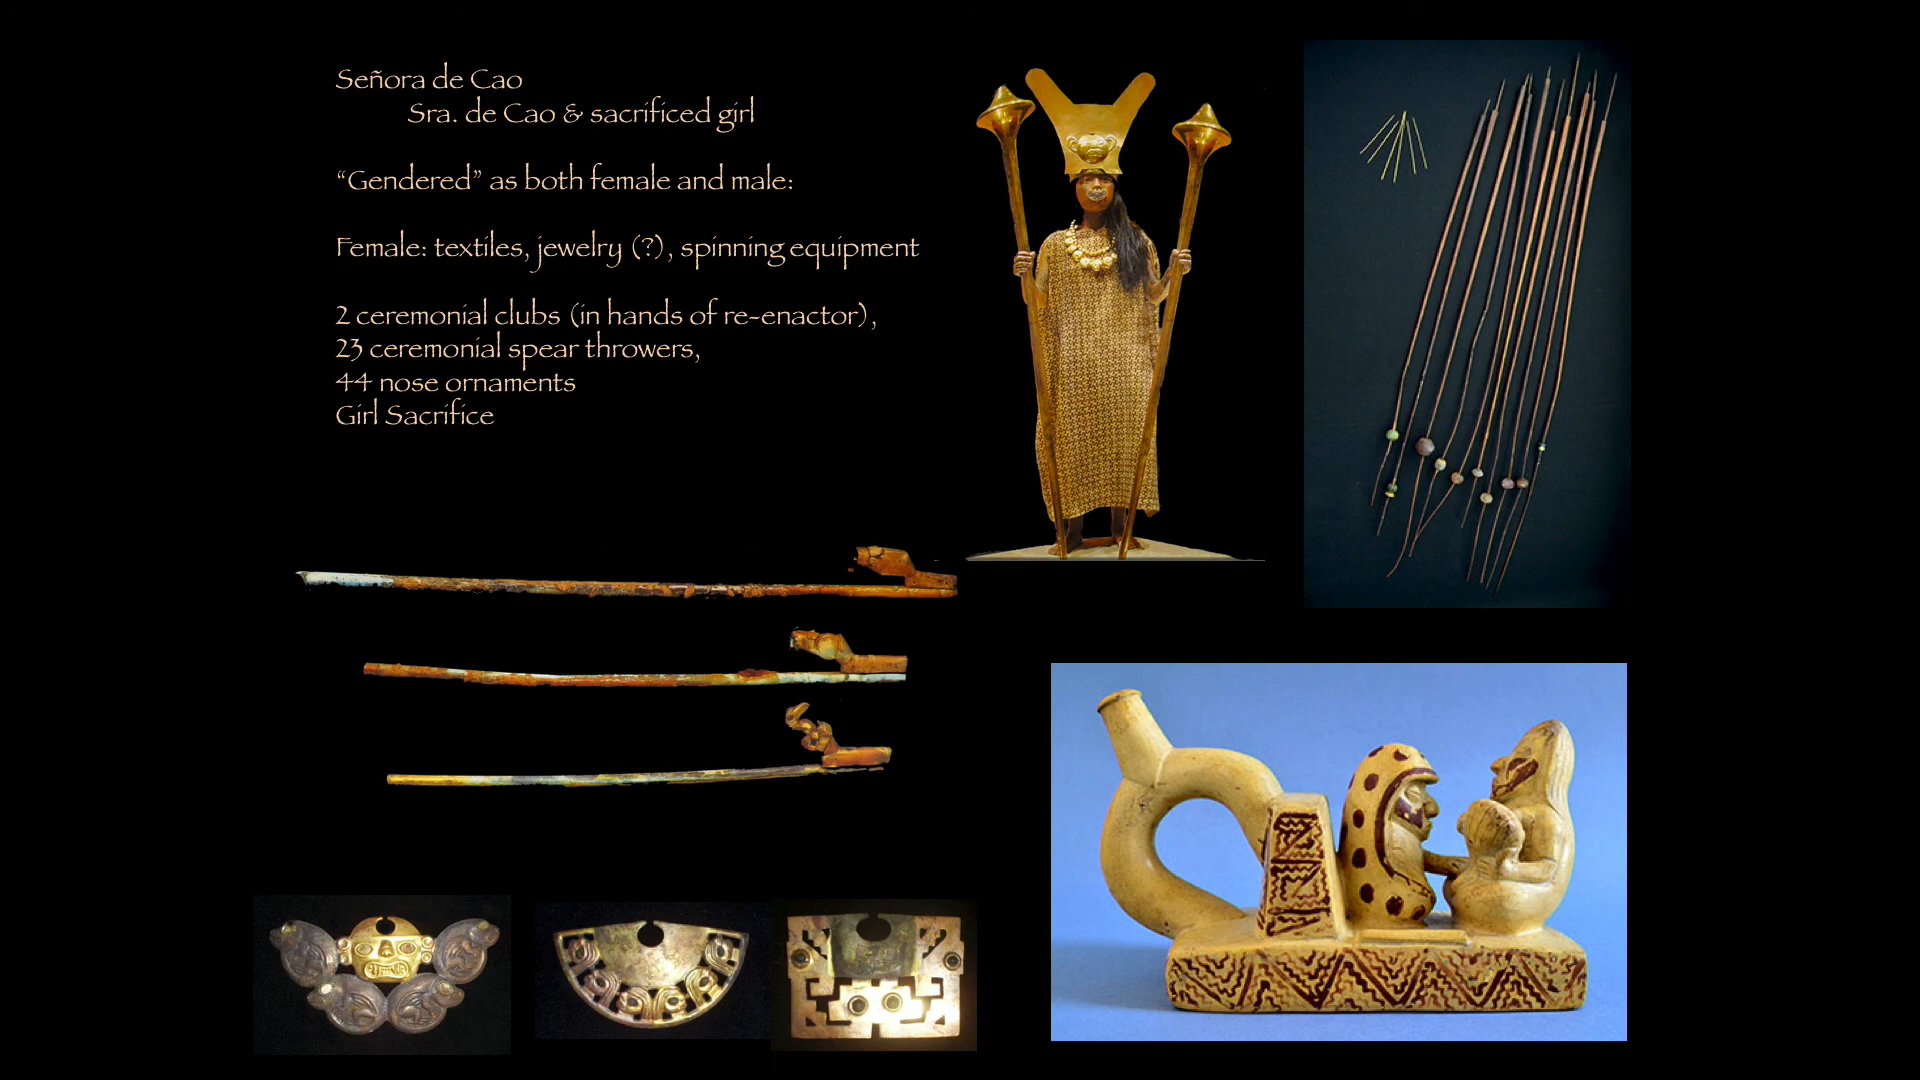 Señora de Cao
Sra. de Cao & sacrificed girl
“Gendered” as both female and male:
Female: textiles, jewelry (?), spinning equipment
2 ceremonial clubs (in hands of re-enactor),
23 ceremonial spear throwers,
44 nose ornaments
Girl Sacrifice